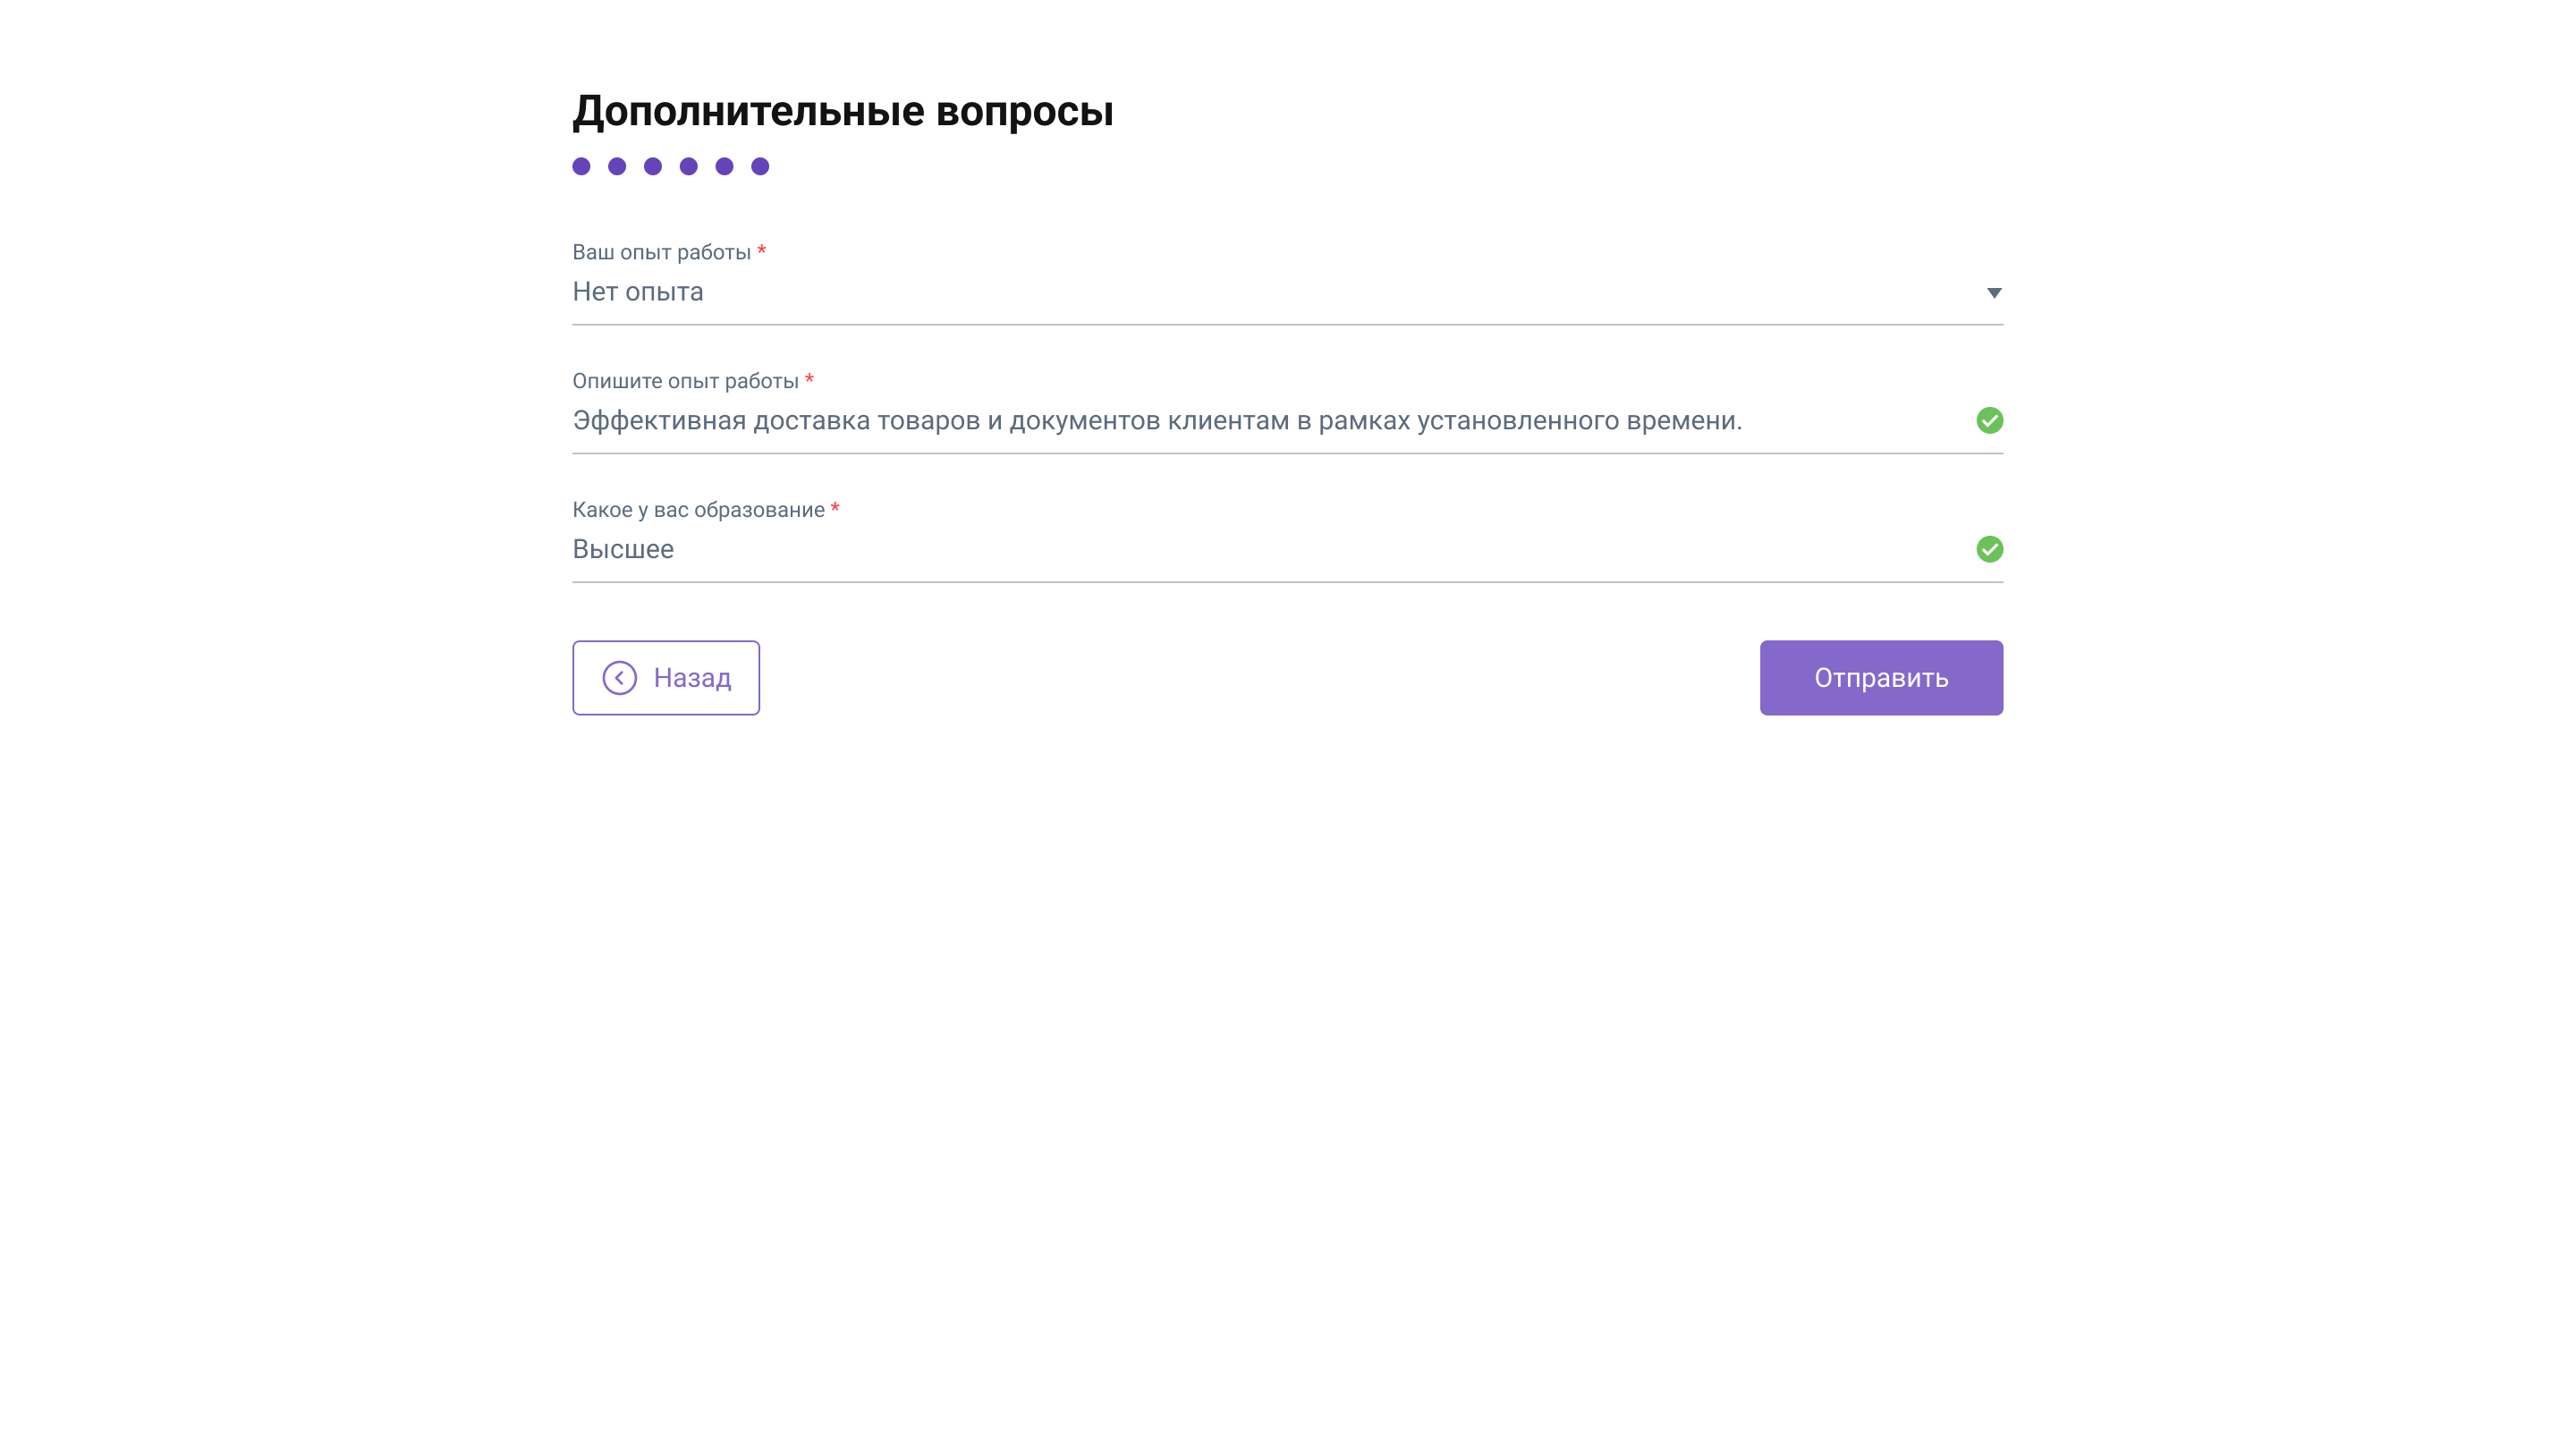 Дополнительные вопросы
Ваш опыт работы *
Нет опыта
Опишите опыт работы *
Эффективная доставка товаров и документов клиентам в рамках установленного времени.
Какое у вас образование *
Высшее
Назад
Отправить